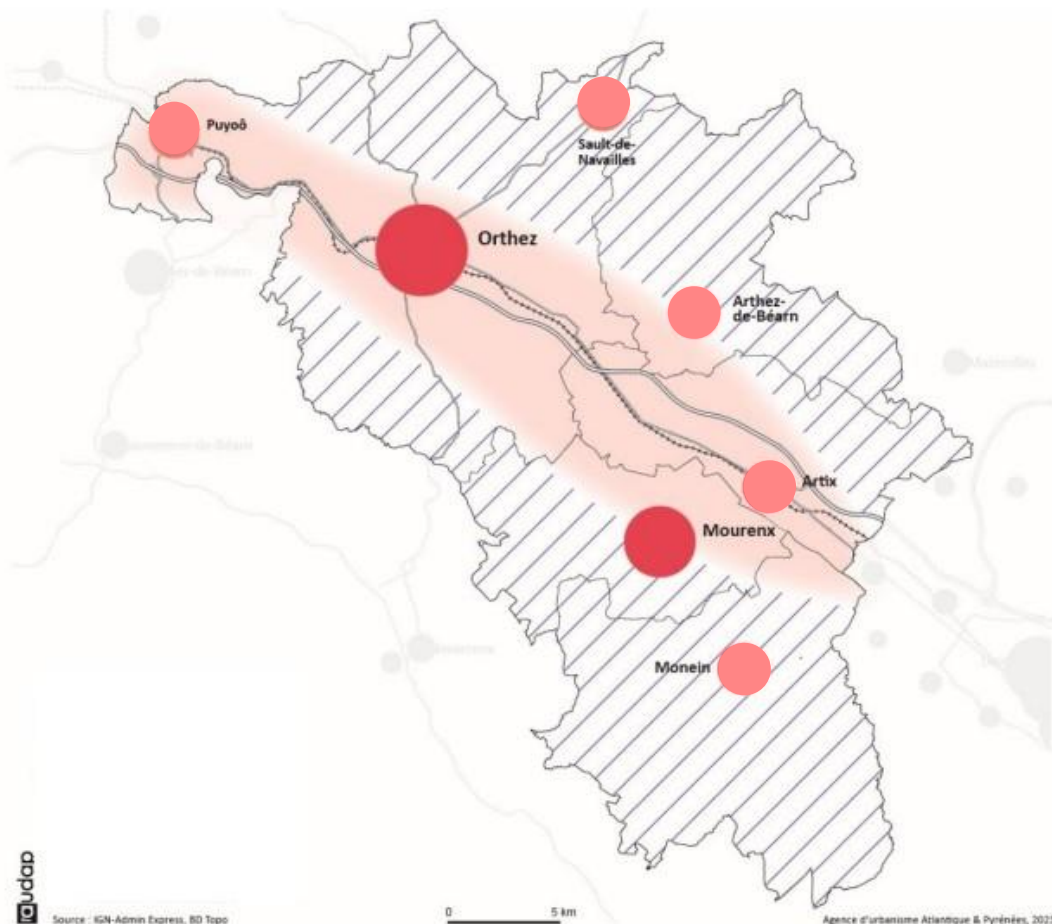 Puyoô
Sault-de-
Navailles
Orthez
Arthez-
de-Béarn
Artix
Mourenx
Monein
audap
Source : IGN-Admin Express, BD Topo
0
5 km
Agence d'urbanisme Atlantique & Pyrénées,